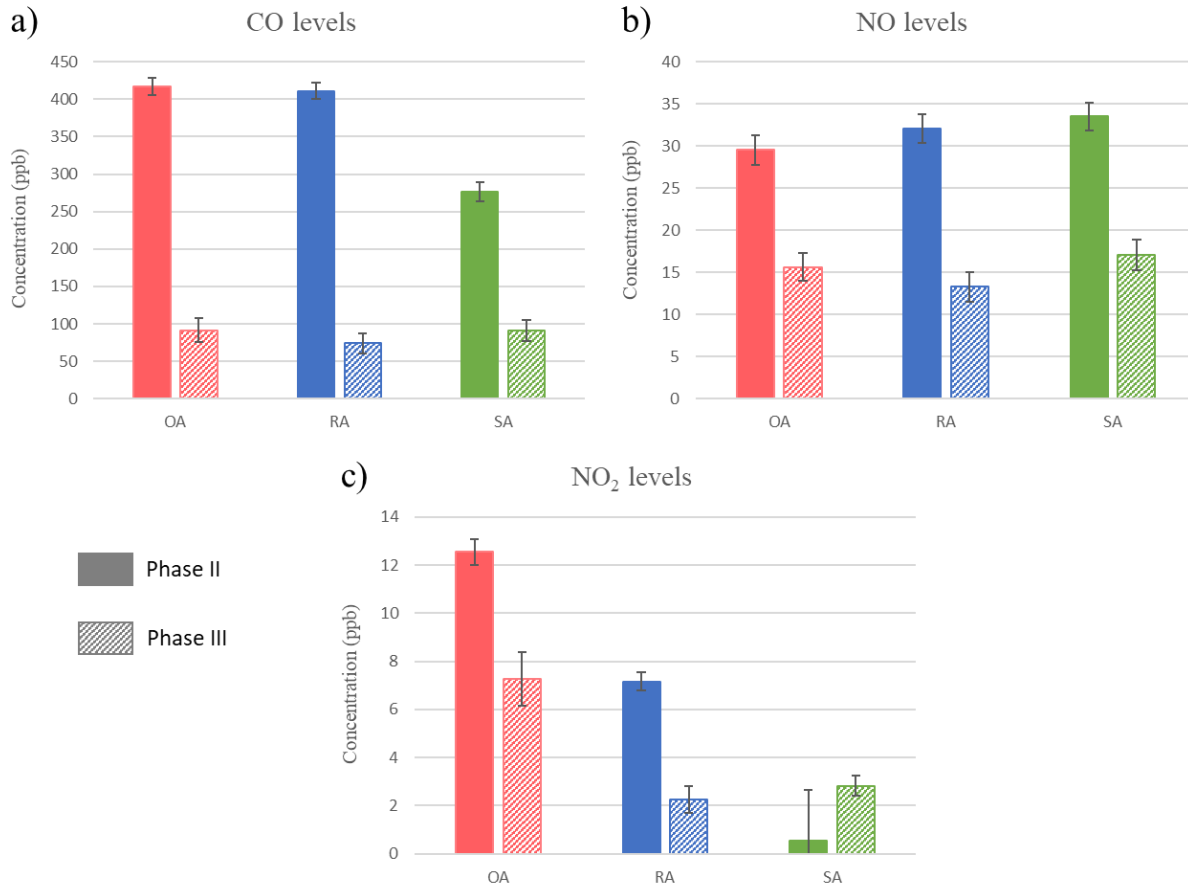 a)
CO levels
Concentration (ppb)
450
400
350
300
250
200
150
100
50
0
OA
RA
SA
b)
NO levels
Concentration (ppb)
40
35
30
25
20
15
10
5
0
OA
RA
SA
c)
NO₂ levels
Concentration (ppb)
14
12
10
8
6
4
2
0
OA
RA
SA
Phase II
Phase III